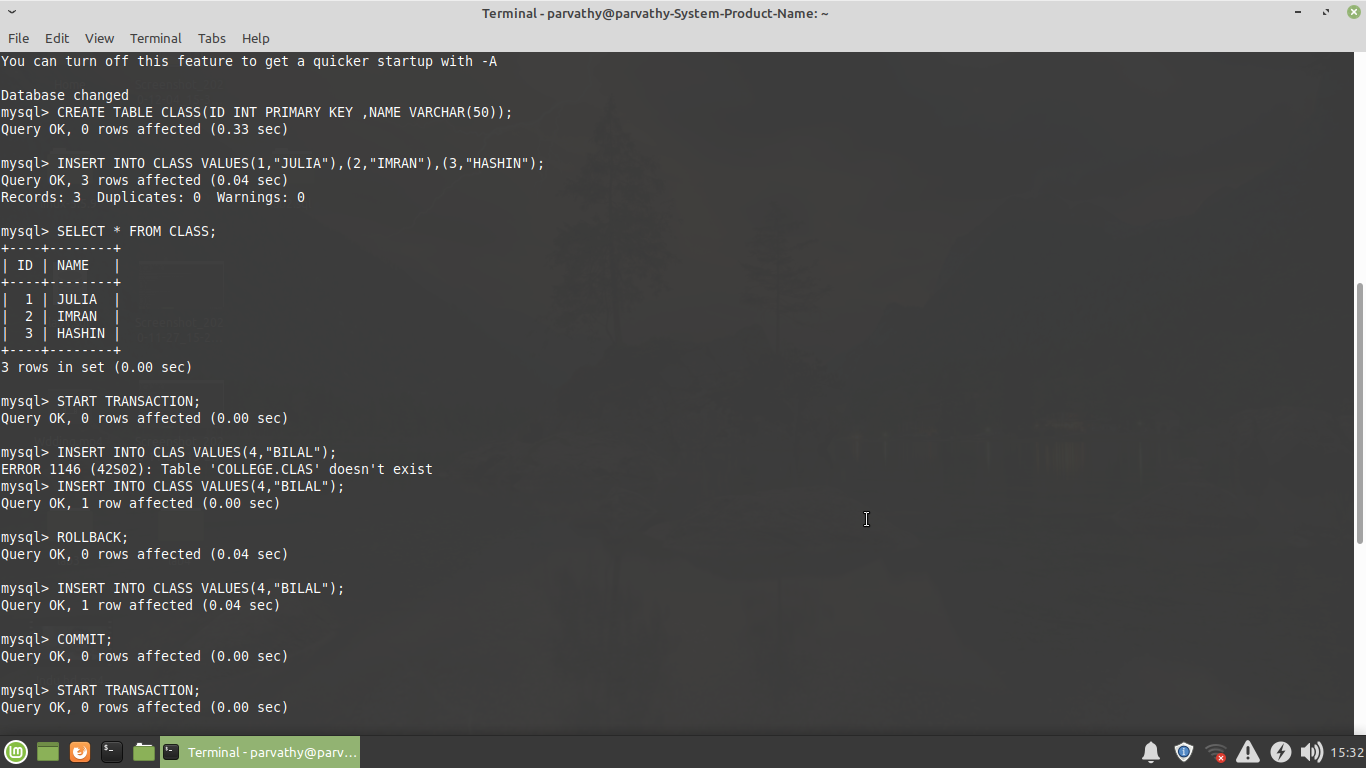 Terminal - parvathy@parvathy-System-Product-Name: ~
File Edit View Terminal Tabs Help
You can turn off this feature to get a quicker startup with -A
Database changed
mysql> CREATE TABLE CLASS(ID INT PRIMARY KEY ,NAME VARCHAR(50));
Query OK, 0 rows affected (0.33 sec)
mysql> INSERT INTO CLASS VALUES(1,"JULIA"),(2,"IMRAN"),(3,"HASHIN");
Query OK, 3 rows affected (0.04 sec)
Records: 3  Duplicates: 0  Warnings: 0
mysql> SELECT * FROM CLASS;
+----+--------+
| ID | NAME   |
+----+--------+
|  1 | JULIA  |
|  2 | IMRAN  |
|  3 | HASHIN |
+----+--------+
3 rows in set (0.00 sec)
mysql> START TRANSACTION;
Query OK, 0 rows affected (0.00 sec)
mysql> INSERT INTO CLAS VALUES(4,"BILAL");
ERROR 1146 (42S02): Table 'COLLEGE.CLAS' doesn't exist
mysql> INSERT INTO CLASS VALUES(4,"BILAL");
Query OK, 1 row affected (0.00 sec)
mysql> ROLLBACK;
Query OK, 0 rows affected (0.04 sec)
mysql> INSERT INTO CLASS VALUES(4,"BILAL");
Query OK, 1 row affected (0.04 sec)
mysql> COMMIT;
Query OK, 0 rows affected (0.00 sec)
mysql> START TRANSACTION;
Query OK, 0 rows affected (0.00 sec)
Terminal - parvathy@parv...
15:32